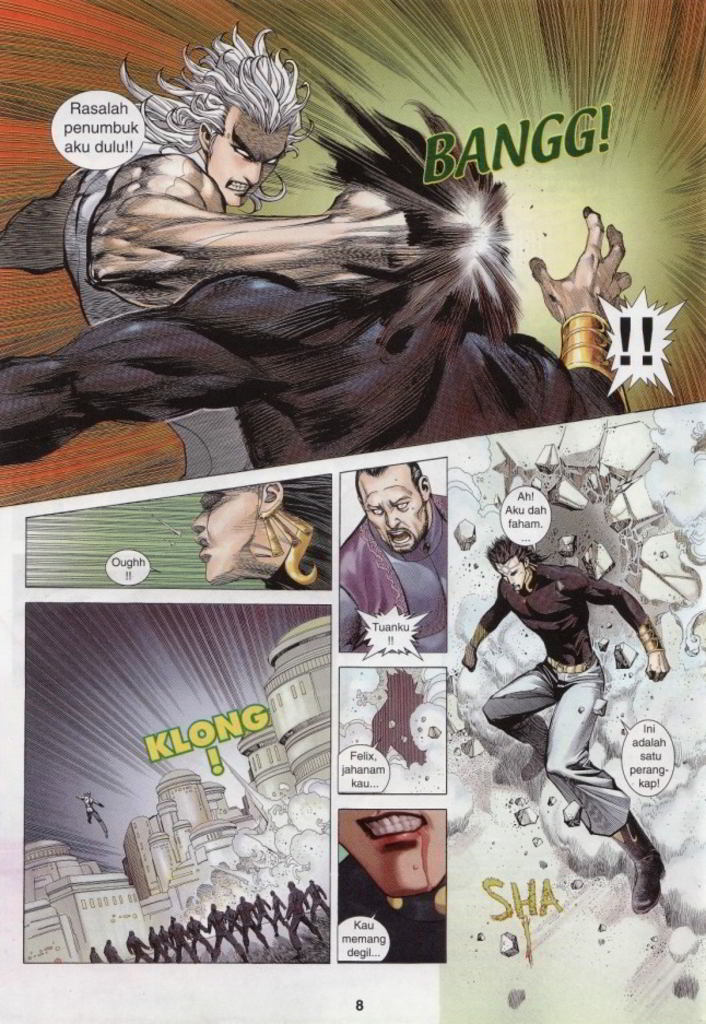 Rasalah
penumbuk
aku dulu!!
BANGG!
!!
Oughh
!!
Tuanku
!!
Ah!
Aku dah
faham.
...
KLONG
!
Felix,
jahanam
kau...
Ini
adalah
satu
perang-
kap!
Kau
memang
degil...
SHA
8